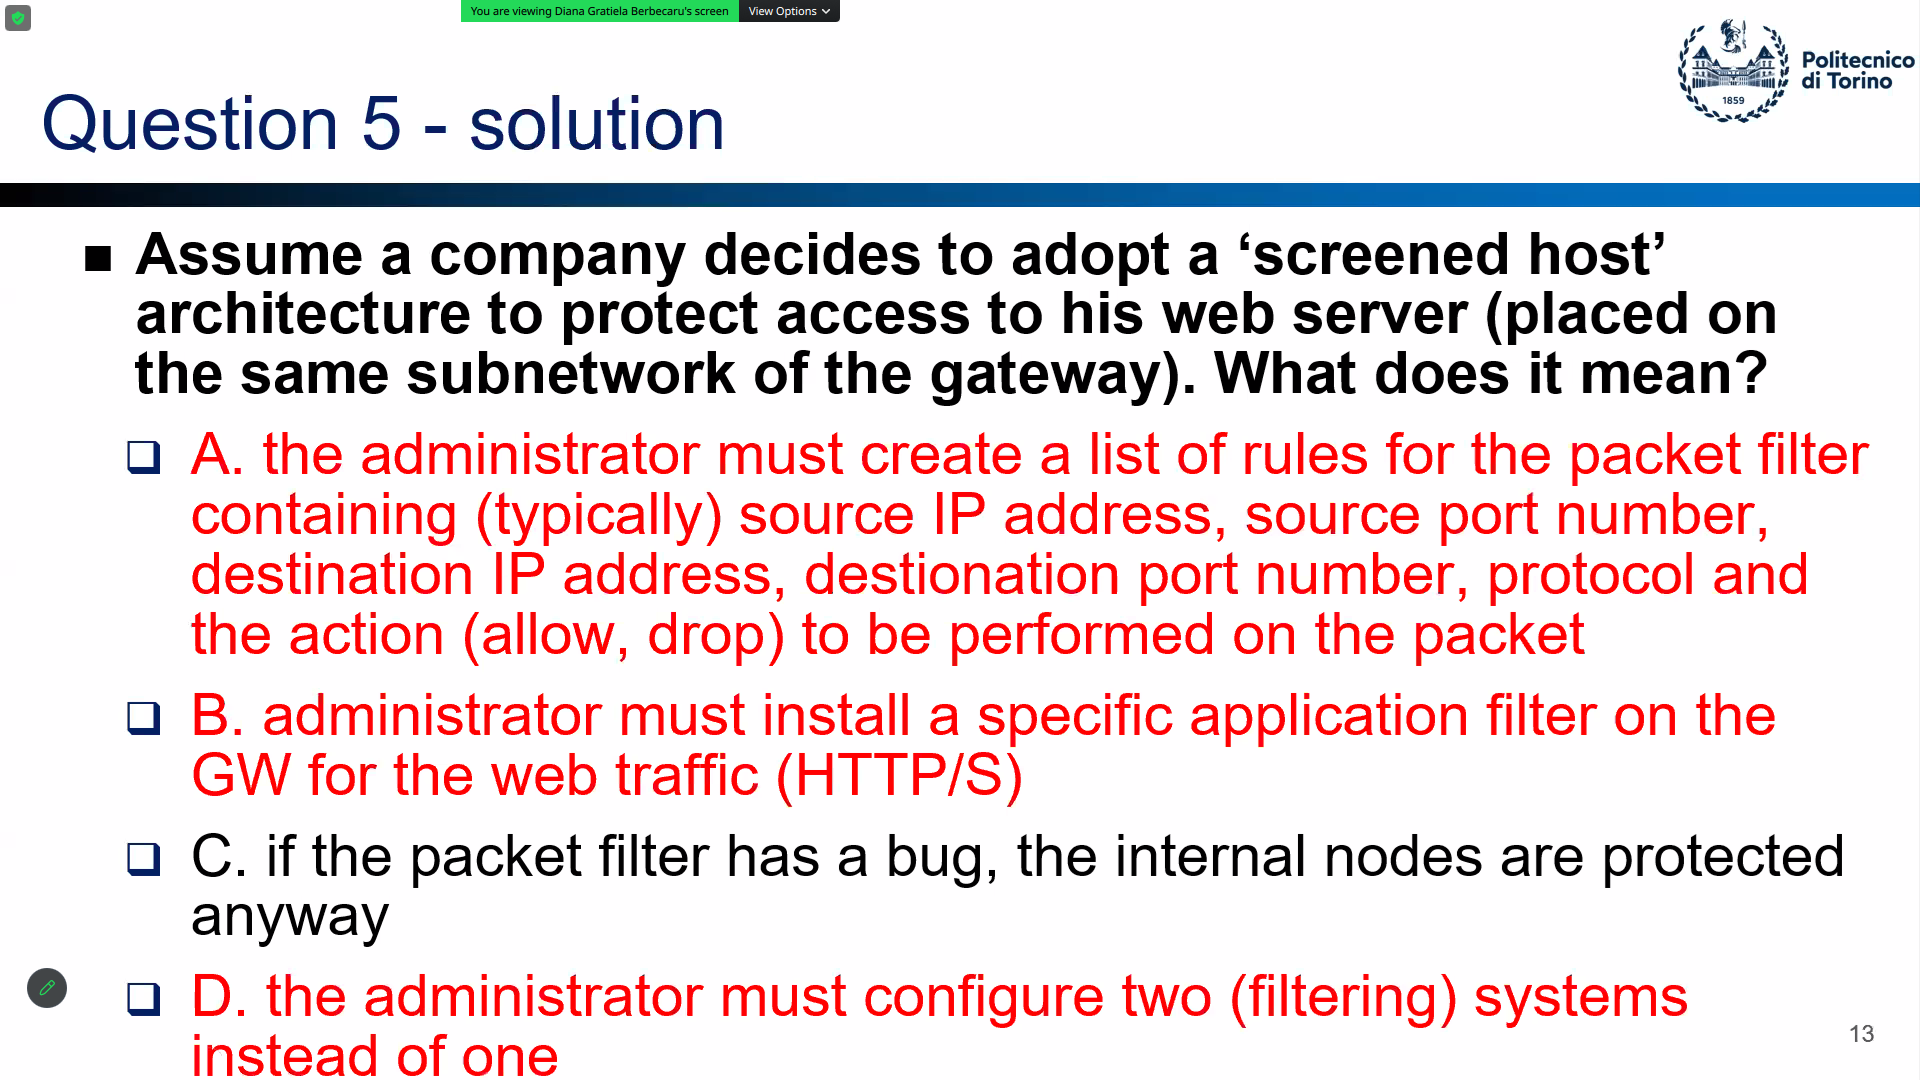 You are viewing Diana Gratiela Berbecaru's screen
View Options
Politecnico
di Torino
1859
Question 5 - solution
Assume a company decides to adopt a ‘screened host’
architecture to protect access to his web server (placed on
the same subnetwork of the gateway). What does it mean?
A. the administrator must create a list of rules for the packet filter
containing (typically) source IP address, source port number,
destination IP address, destionation port number, protocol and
the action (allow, drop) to be performed on the packet
B. administrator must install a specific application filter on the
GW for the web traffic (HTTP/S)
C. if the packet filter has a bug, the internal nodes are protected
anyway
D. the administrator must configure two (filtering) systems
instead of one
13